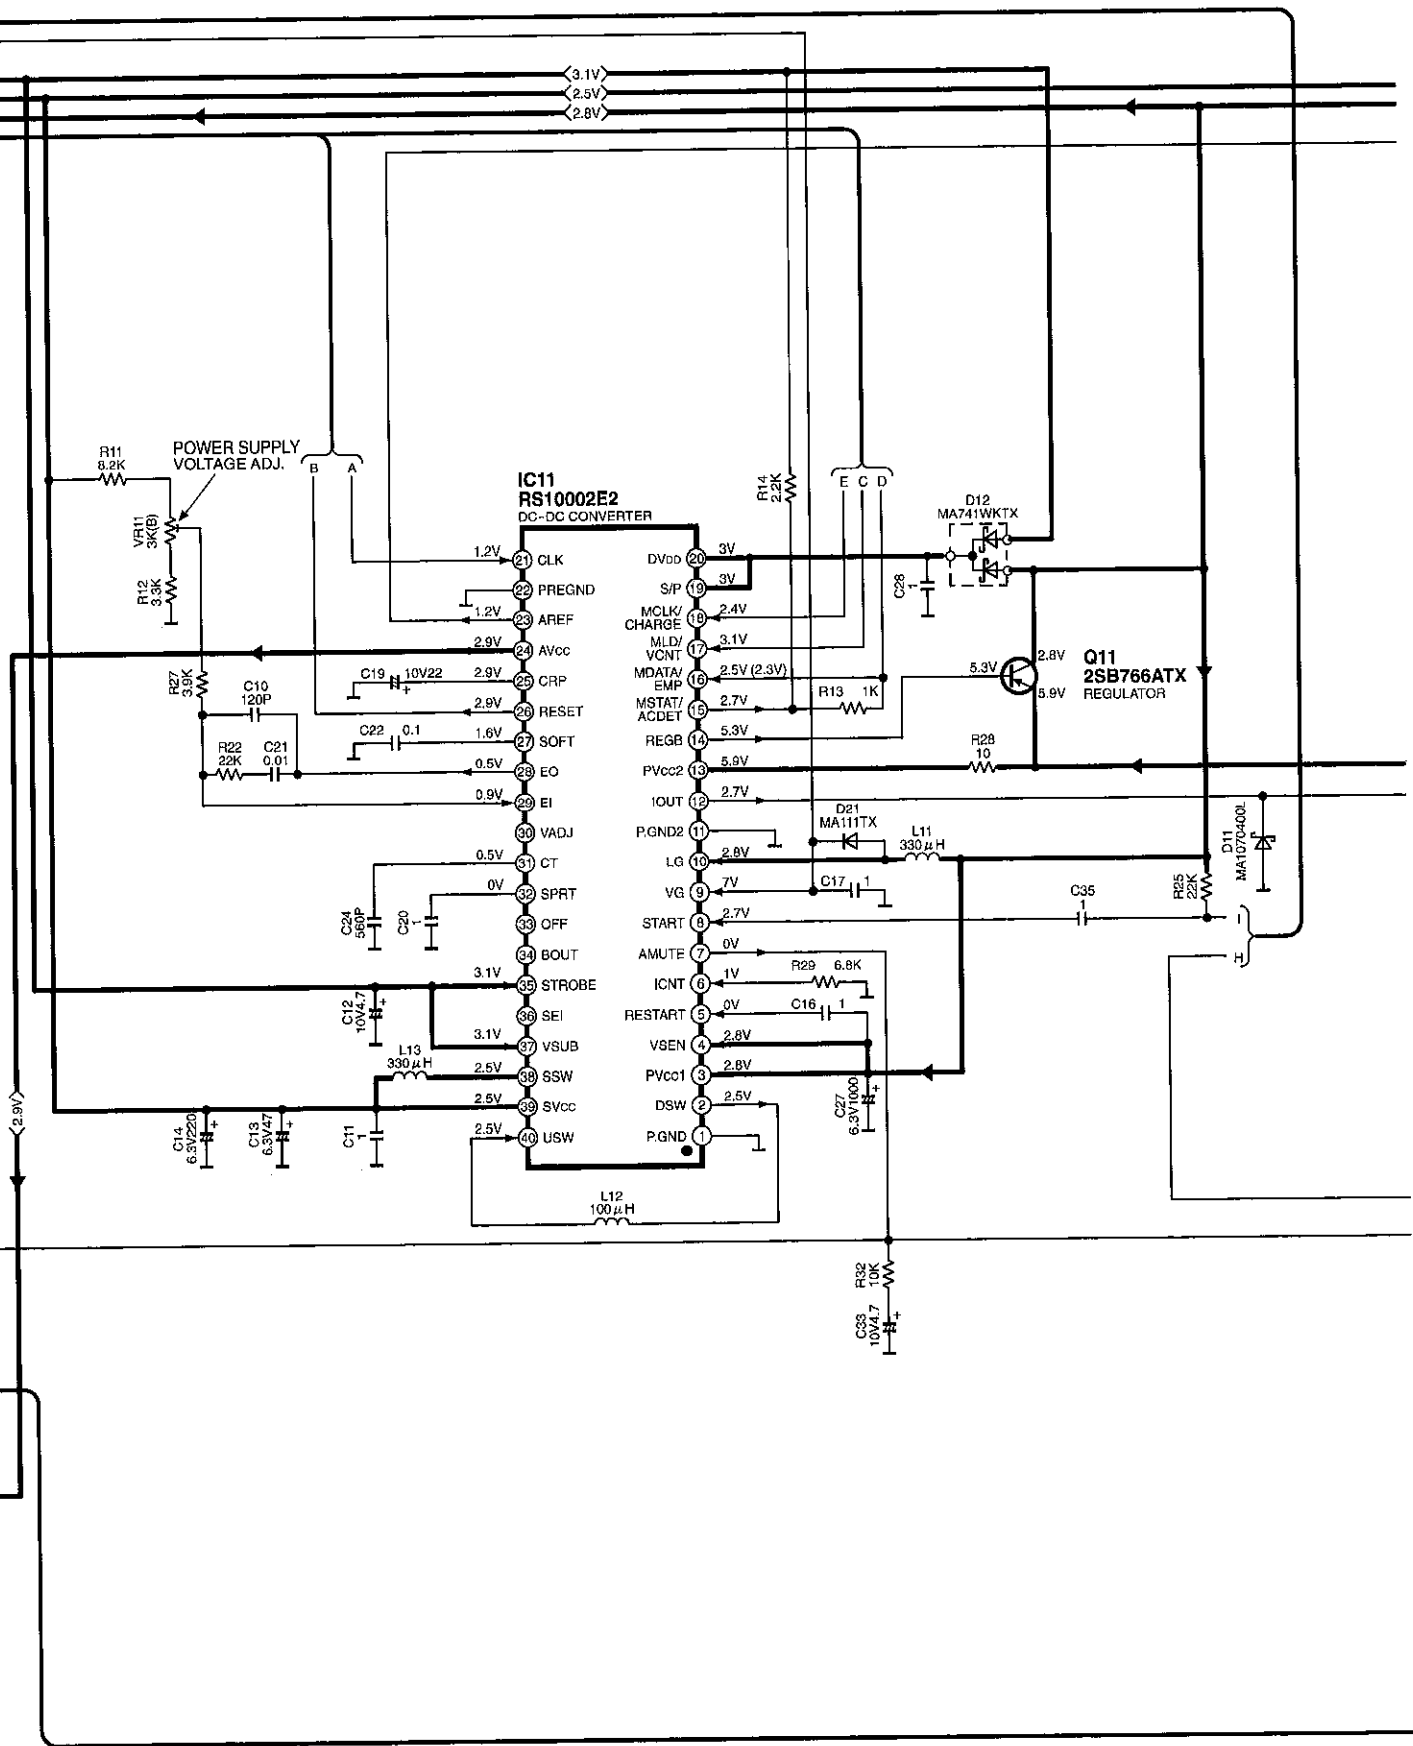 3.1V
2.5V
2.8V
R11
8.2K
POWER SUPPLY
VOLTAGE ADJ.
B A
VR11
3K(B)
R12
3.3K
R27
3.9K
C10
120P
R22
22K
C21
0.01
C19 10V22
C22 0.1
IC11
RS10002E2
DC-DC CONVERTER
1.2V 21 CLK
22 PREGND
1.2V 23 AREF
2.9V 24 AVCC
2.9V 25 CRP
2.9V 26 RESET
1.6V 27 SOFT
0.5V 28 EO
0.9V 29 EI
30 VADJ
0.5V 31 CT
0V 32 SPRT
33 OFF
34 BOUT
3.1V 35 STROBE
36 SEI
3.1V 37 VSUB
2.5V 38 SSW
2.5V 39 SVCC
2.5V 40 USW
DVDD 20 3V
S/P 19 3V
MCLK/
CHARGE 18 2.4V
MLD/
VCNT 17 3.1V
MDATA/
EMP 16 2.5V (2.3V)
MSTAT/
ACDET 15 2.7V
REGB 14 5.3V
PVCC2 13 5.9V
IOUT 12 2.7V
P.GND2 11
LG 10 2.8V
VG 9 7V
START 8 2.7V
AMUTE 7 0V
ICNT 6 1V
RESTART 5 0V
VSEN 4 2.8V
PVCC1 3 2.8V
DSW 2 2.5V
P.GND 1
R14
2.2K
E C D
D12
MA741WKTX
C28
1
R13 1K
5.3V
2.8V
5.9V
Q11
2SB766ATX
REGULATOR
R28
10
D21
MA111TX
L11
330μH
C17 1
D11
MA1070400L
R25
22K
C35
1
I
H
R29 6.8K
C16 1
C27
6.3V1000
C24
560P
C20
1
C12
10V4.7
L13
330μH
C14
6.3V220
C13
6.3V47
C11
1
2.9V
L12
100μH
R32
10K
C33
10V4.7